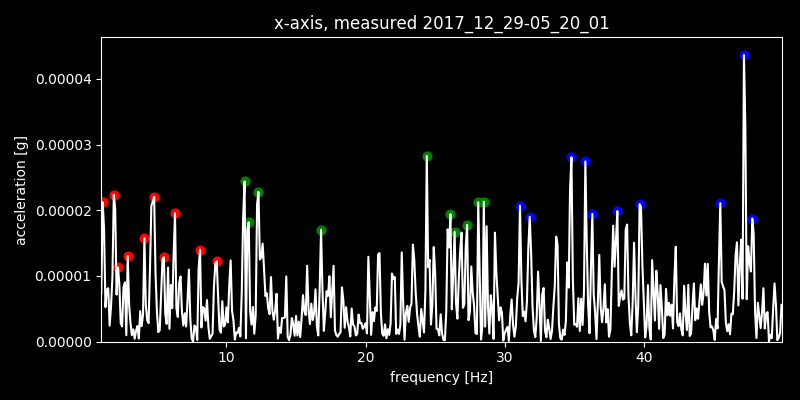 x-axis, measured 2017_12_29-05_20_01
0.00004
0.00003
0.00002
0.00001
0.00000
acceleration [g]
10 20 30 40
frequency [Hz]